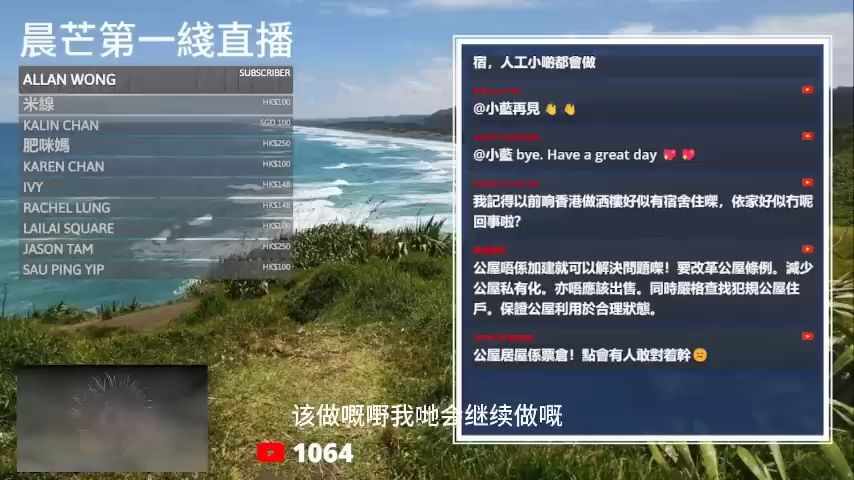 晨芒第一綫直播
ALLAN WONG SUBSCRIBER
米線 HK$100
KALIN CHAN SGD 100
肥咪媽 HK$250
KAREN CHAN HK$100
IVY HK$148
RACHEL LUNG HK$148
LAILAI SQUARE HK$100
JASON TAM HK$250
SAU PING YIP HK$100
宿，人工小啲都會做
@小藍再見 👋 👋
@小藍 bye. Have a great day 💖 💖
我記得以前喺香港做酒樓好似有宿舍住㗎，依家好似冇呢
回事啦？
公屋唔係加建就可以解決問題㗎！要改革公屋條例。減少
公屋私有化。亦唔應該出售。同時嚴格查找犯規公屋住
戶。保證公屋利用於合理狀態。
公屋居屋係票倉！點會有人敢對着幹🌞
该做嘅嘢我哋会继续做嘅
1064